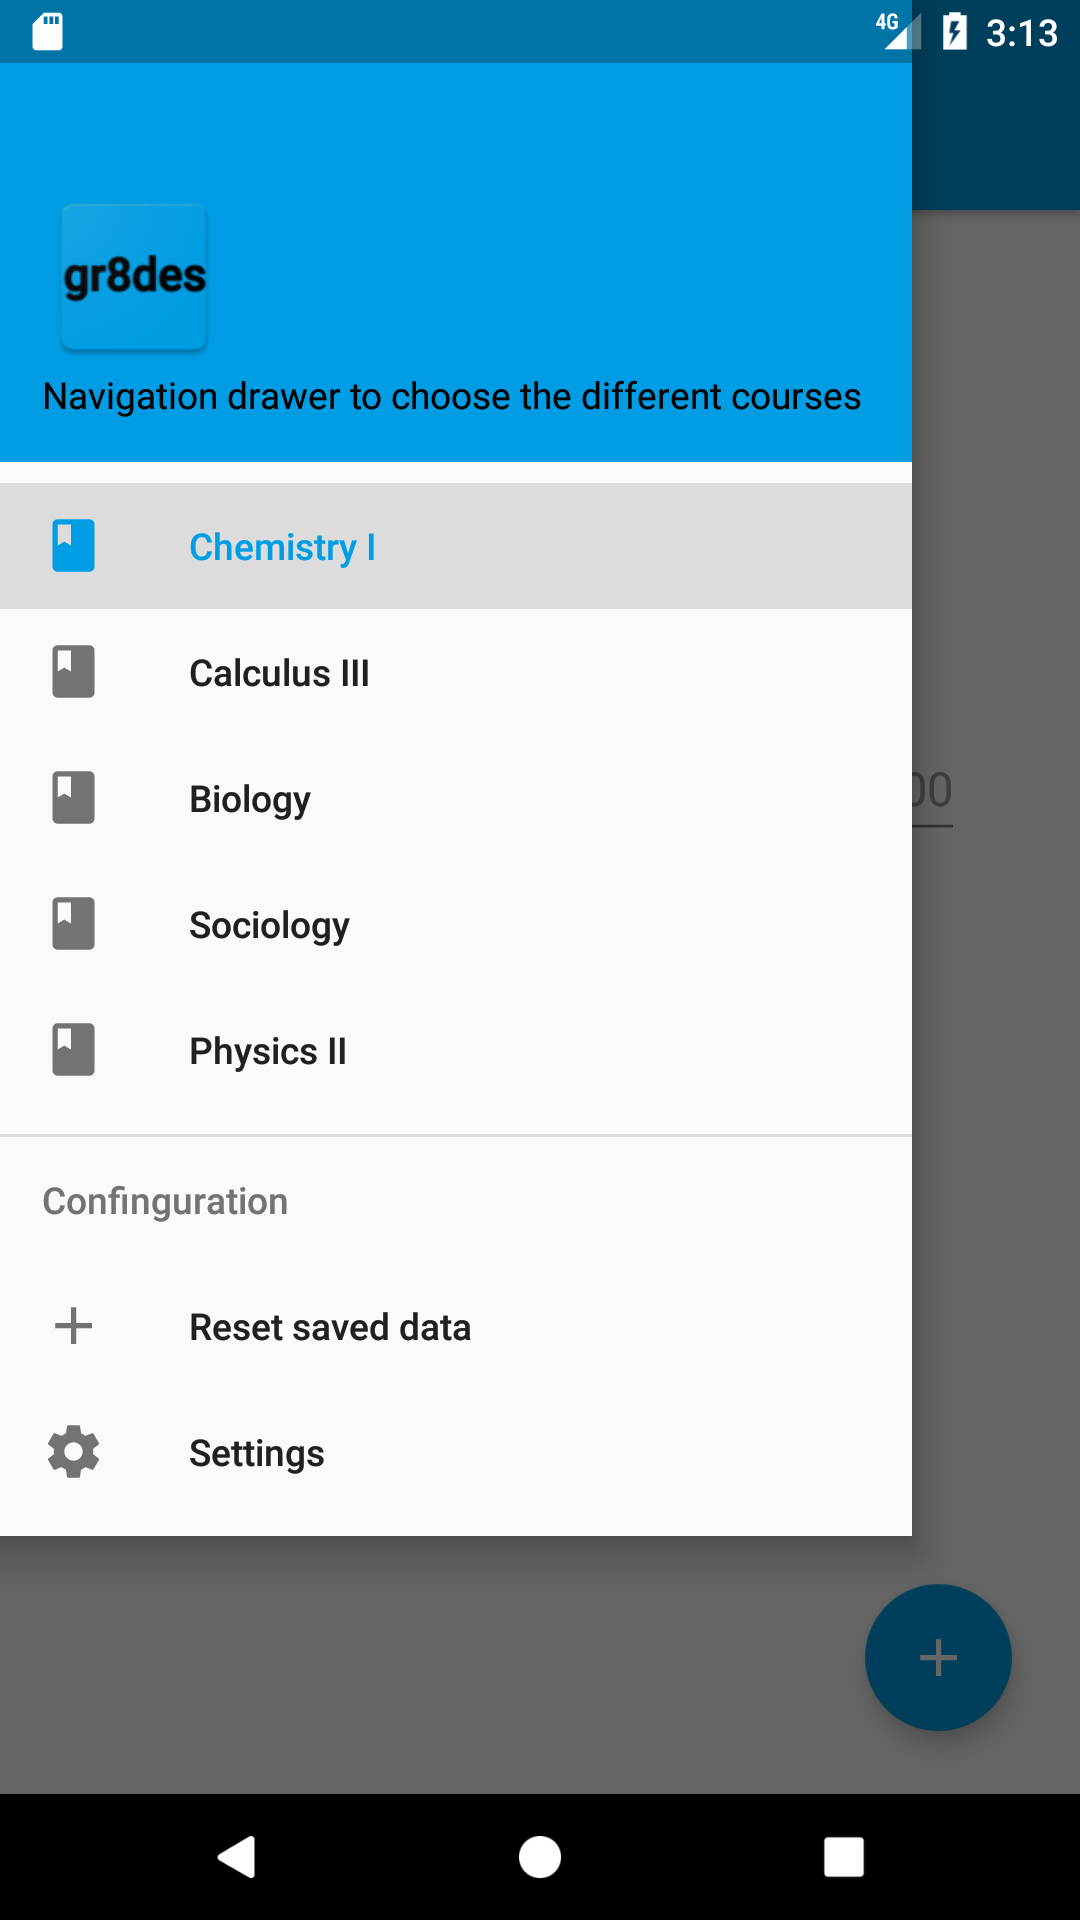 4G 3:13
gr8des
Navigation drawer to choose the different courses
Chemistry I
Calculus III
Biology
00
Sociology
Physics II
Confinguration
Reset saved data
Settings